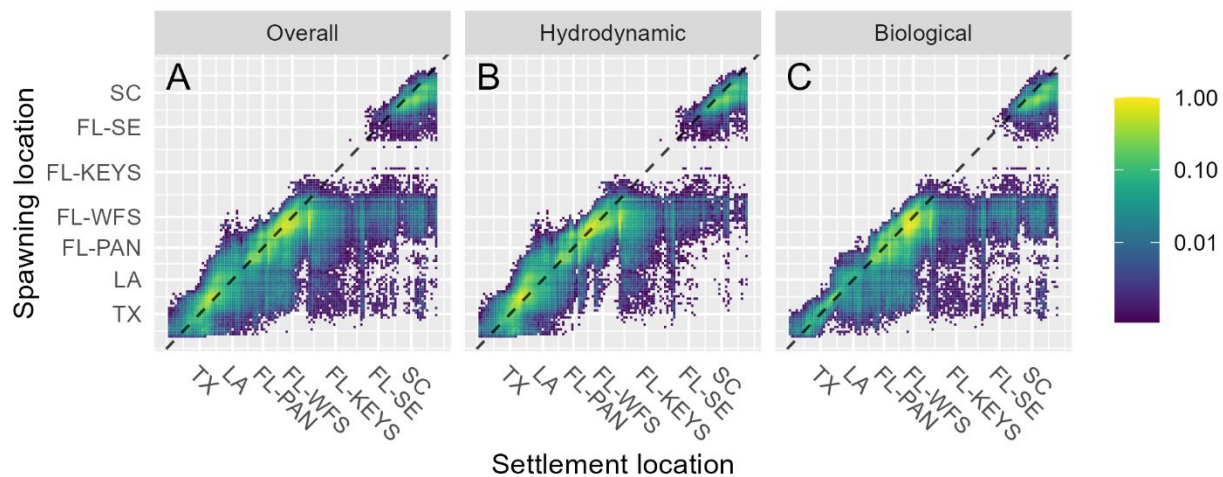 Overall
Hydrodynamic
Biological
A
B
C
Spawning location
SC
FL-SE
FL-KEYS
FL-WFS
FL-PAN
LA
TX
TX
LA
FL-PAN
FL-WFS
FL-KEYS
FL-SE
SC
TX
LA
FL-PAN
FL-WFS
FL-KEYS
FL-SE
SC
TX
LA
FL-PAN
FL-WFS
FL-KEYS
FL-SE
SC
Settlement location
1.00
0.10
0.01